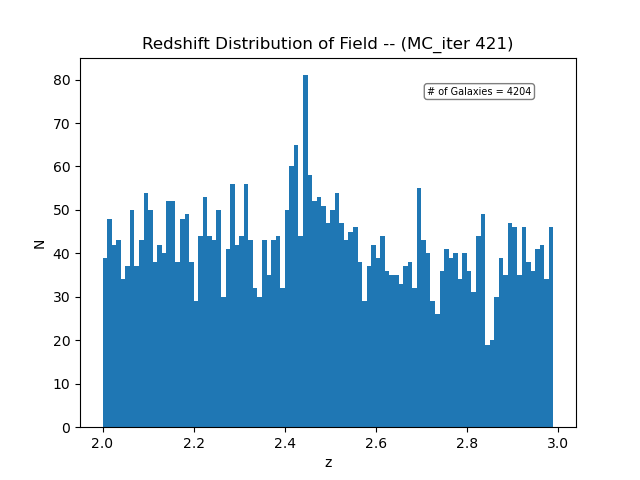 Redshift Distribution of Field -- (MC_iter 421)
# of Galaxies = 4204
80
70
60
50
40
30
20
10
0
N
2.0 2.2 2.4 2.6 2.8 3.0
z